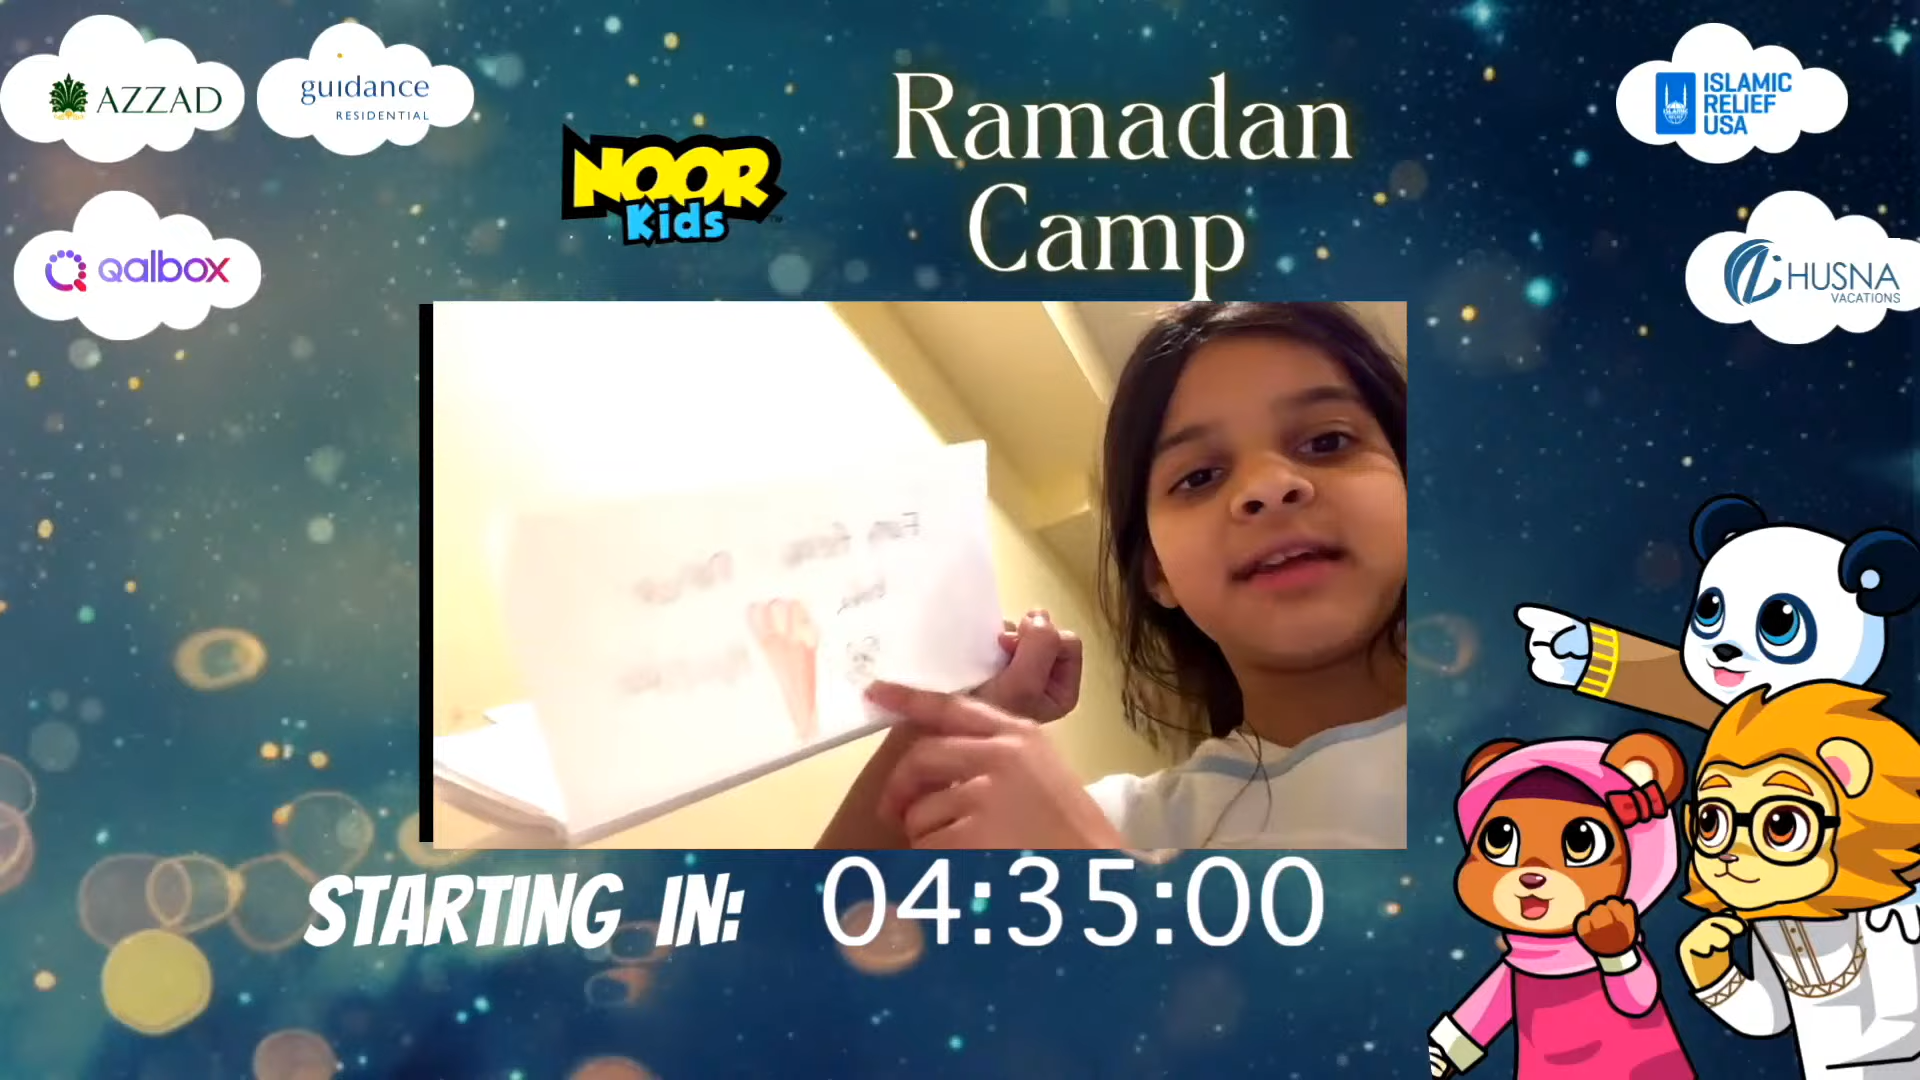 AZZAD
guidance
RESIDENTIAL
Qalbox
NOOR
Kids
Ramadan
Camp
ISLAMIC
RELIEF
USA
HUSNA
VACATIONS
STARTING IN: 04:35:00